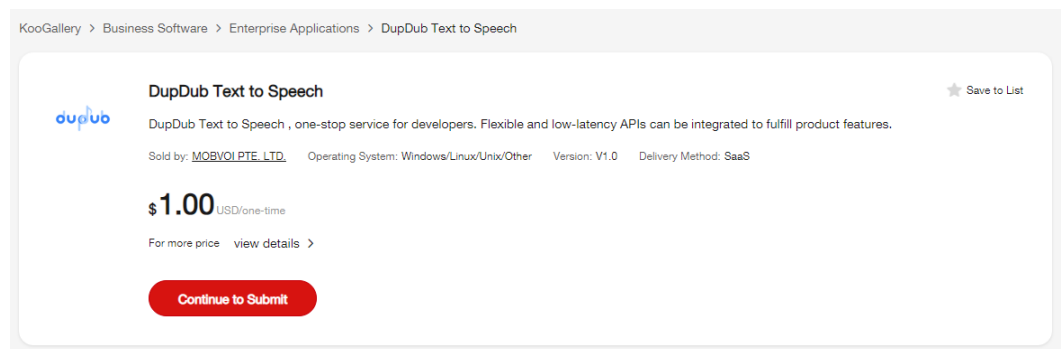 KooGallery > Business Software > Enterprise Applications > DupDub Text to Speech
dupdub
DupDub Text to Speech
Save to List
DupDub Text to Speech , one-stop service for developers. Flexible and low-latency APIs can be integrated to fulfill product features.
Sold by: MOBVOI PTE. LTD. Operating System: Windows/Linux/Unix/Other Version: V1.0 Delivery Method: SaaS
$1.00 USD/one-time
For more price view details >
Continue to Submit